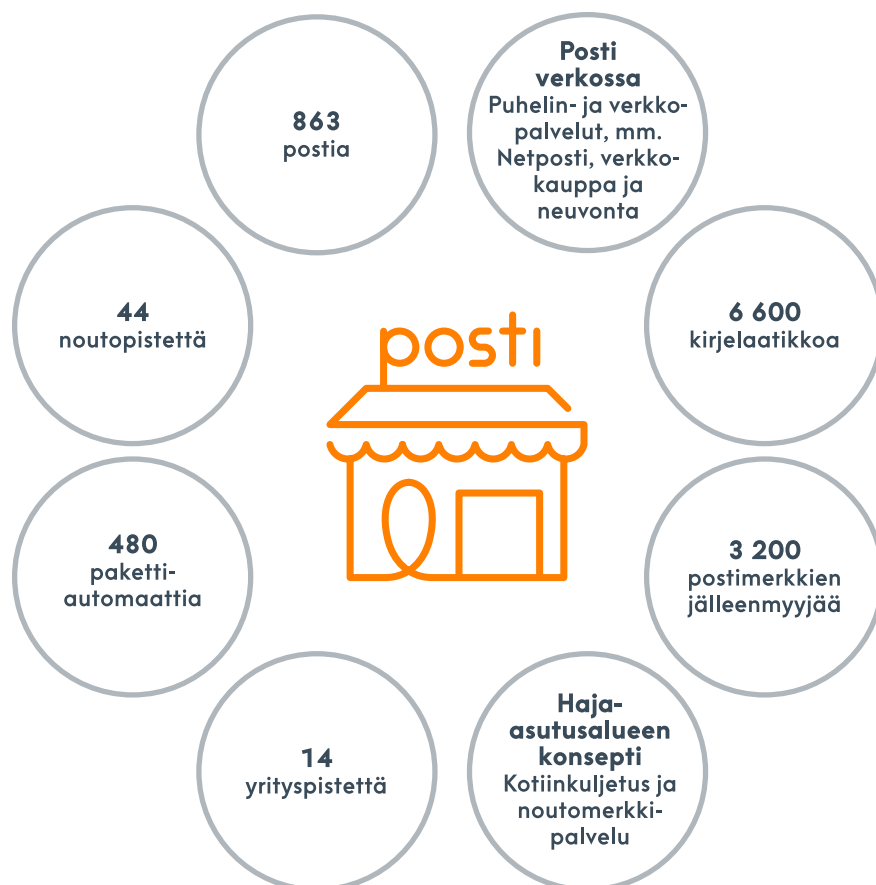 863
postia
Posti
verkossa
Puhelin- ja verkko-
palvelut, mm.
Netposti, verkko-
kauppa ja
neuvonta
44
noutopistettä
posti
6 600
kirjelaatikkoa
480
paketti-
automaattia
3 200
postimerkkien
jälleenmyyjää
14
yrityspistettä
Haja-
asutusalueen
konsepti
Kotiinkuljetus ja
noutomerkki-
palvelu